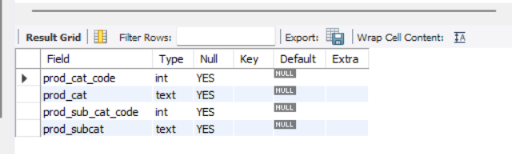 Result Grid Filter Rows: Export: Wrap Cell Content: IA
Field Type Null Key Default Extra
prod_cat_code int YES NULL
prod_cat text YES NULL
prod_sub_cat_code int YES NULL
prod_subcat text YES NULL